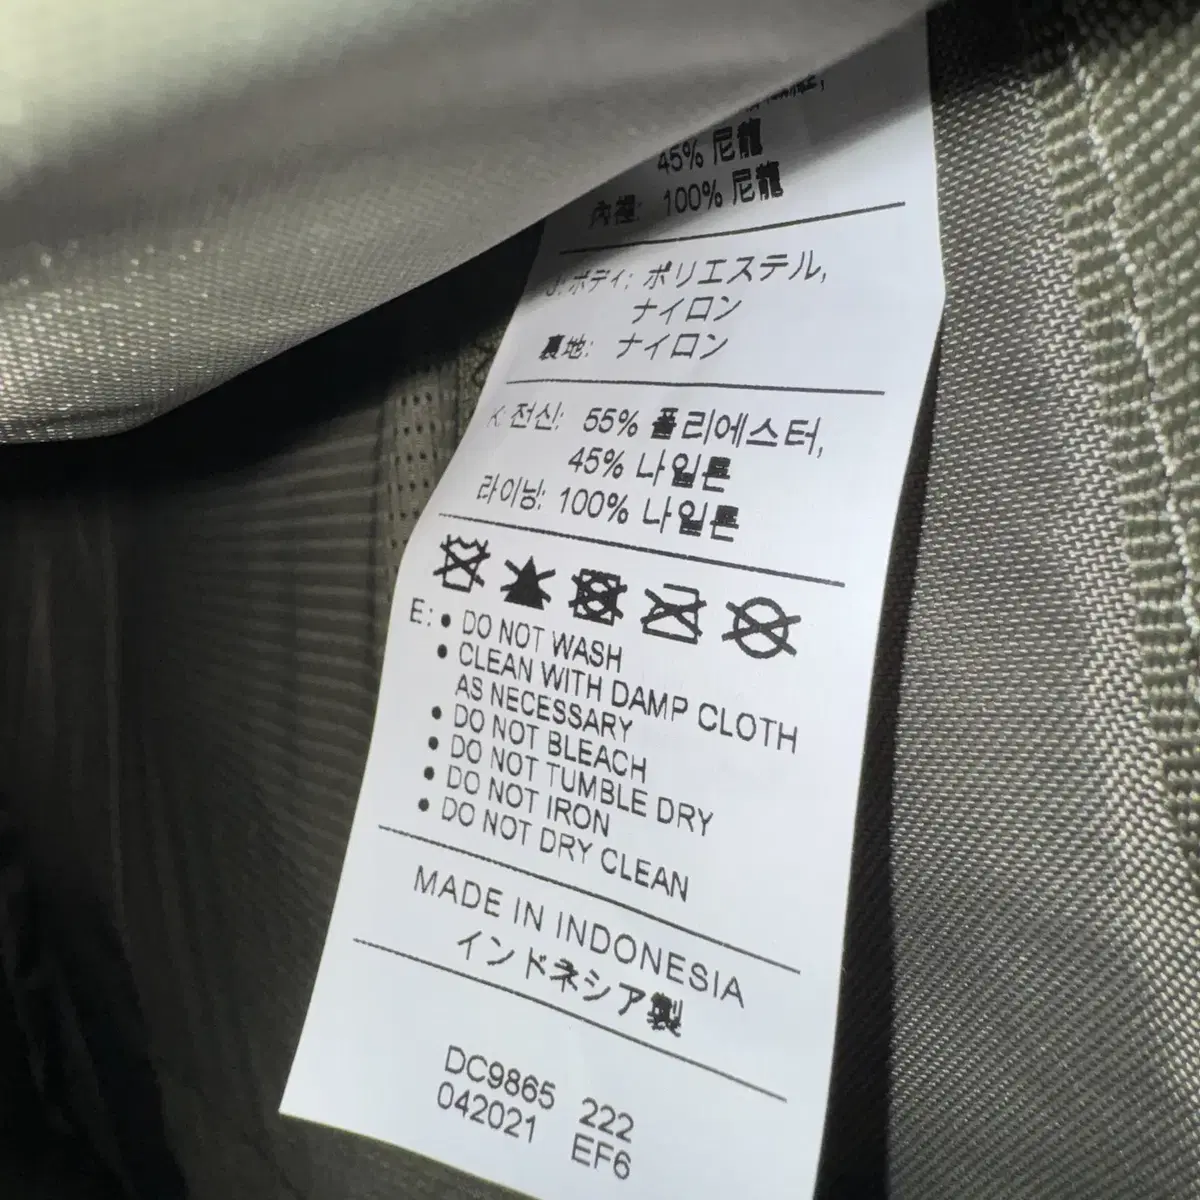 45% 尼龍
內裡: 100% 尼龍
J: ボディ: ポリエステル,
ナイロン
裏地: ナイロン
K: 전신: 55% 폴리에스터,
45% 나일론
라이닝: 100% 나일론
E: • DO NOT WASH
• CLEAN WITH DAMP CLOTH
AS NECESSARY
• DO NOT BLEACH
• DO NOT TUMBLE DRY
• DO NOT IRON
• DO NOT DRY CLEAN
MADE IN INDONESIA
インドネシア製
DC9865 222
042021 EF6